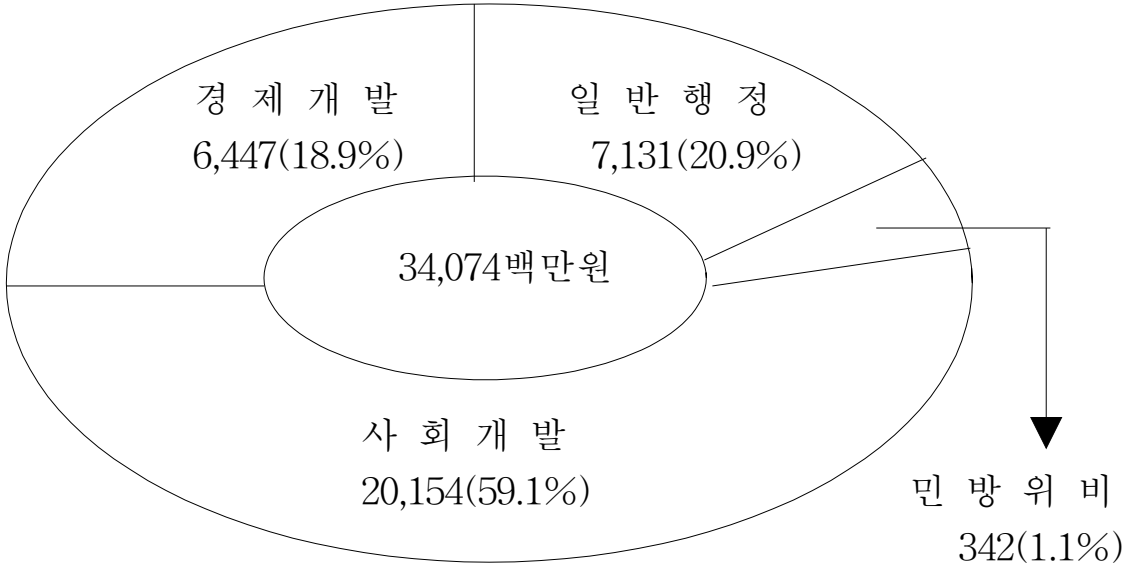 경 제 개 발
6,447(18.9%)
일 반 행 정
7,131(20.9%)
34,074백만원
사 회 개 발
20,154(59.1%)
민 방 위 비
342(1.1%)